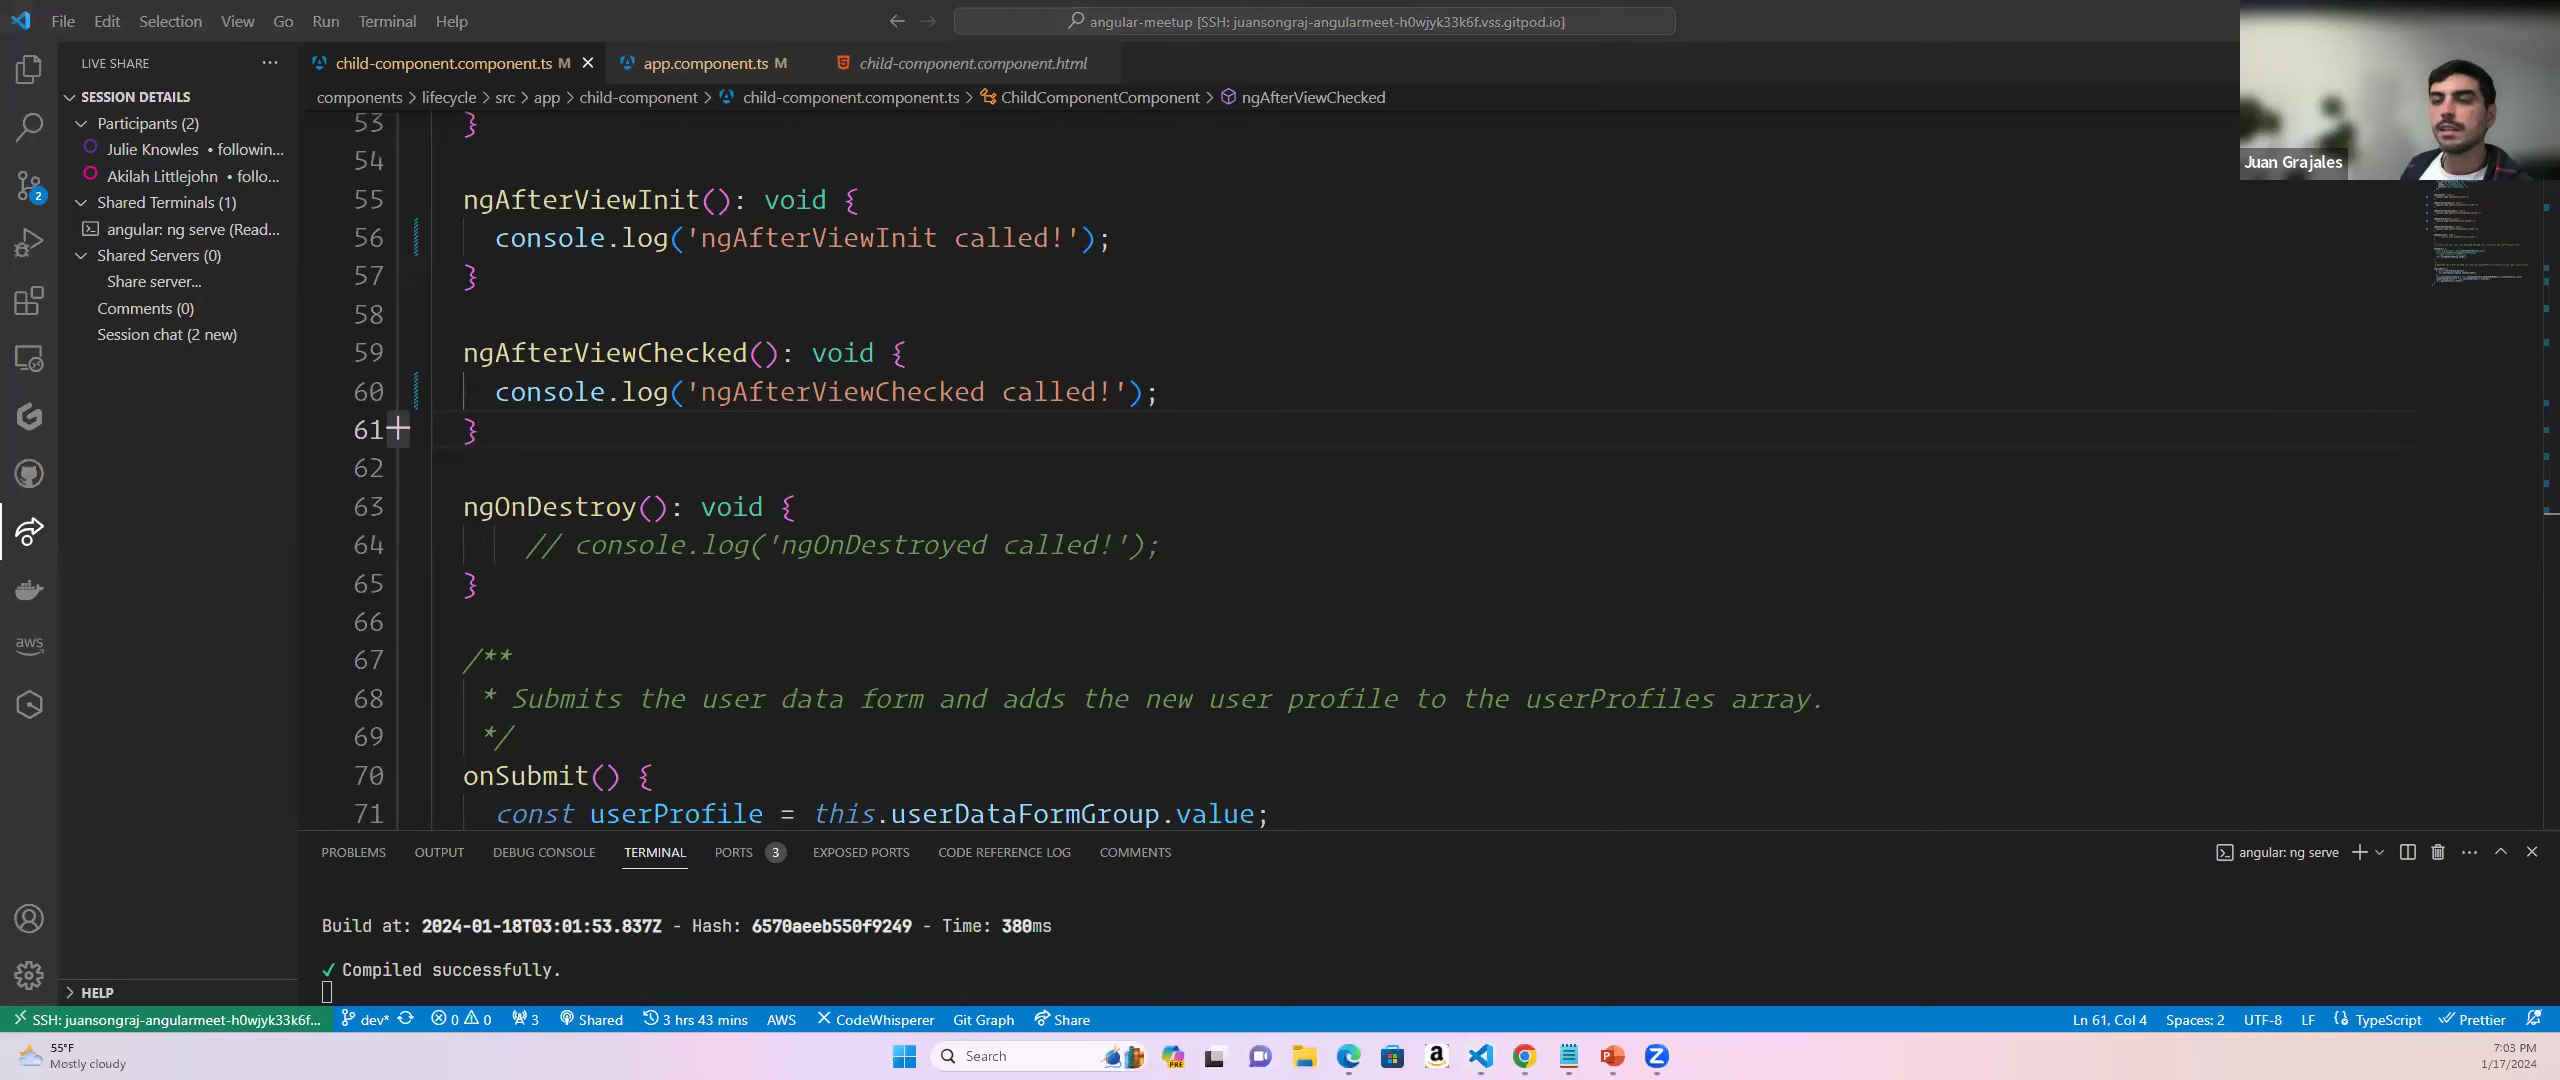 File Edit Selection View Go Run Terminal Help
angular-meetup [SSH: juansongraj-angularmeet-h0wjyk33k6f.vss.gitpod.io]
LIVE SHARE
SESSION DETAILS
Participants (2)
Julie Knowles • followin...
Akilah Littlejohn • follo...
Shared Terminals (1)
angular: ng serve (Read...
Shared Servers (0)
Share server...
Comments (0)
Session chat (2 new)
HELP
2
aws
child-component.component.ts M
app.component.ts M
child-component.component.html
components > lifecycle > src > app > child-component > child-component.component.ts > ChildComponentComponent > ngAfterViewChecked
53 }
54
55 ngAfterViewInit(): void {
56 console.log('ngAfterViewInit called!');
57 }
58
59 ngAfterViewChecked(): void {
60 console.log('ngAfterViewChecked called!');
61 }
62
63 ngOnDestroy(): void {
64 // console.log('ngOnDestroyed called!');
65 }
66
67 /**
68 * Submits the user data form and adds the new user profile to the userProfiles array.
69 */
70 onSubmit() {
71 const userProfile = this.userDataFormGroup.value;
Juan Grajales
PROBLEMS OUTPUT DEBUG CONSOLE TERMINAL PORTS 3 EXPOSED PORTS CODE REFERENCE LOG COMMENTS
angular: ng serve
Build at: 2024-01-18T03:01:53.837Z - Hash: 6570aeeb550f9249 - Time: 380ms
✓ Compiled successfully.
SSH: juansongraj-angularmeet-h0wjyk33k6f... dev* 0 0 3 Shared 3 hrs 43 mins AWS CodeWhisperer Git Graph Share
Ln 61, Col 4 Spaces: 2 UTF-8 LF TypeScript Prettier
55°F
Mostly cloudy
Search
PRE
7:03 PM
1/17/2024